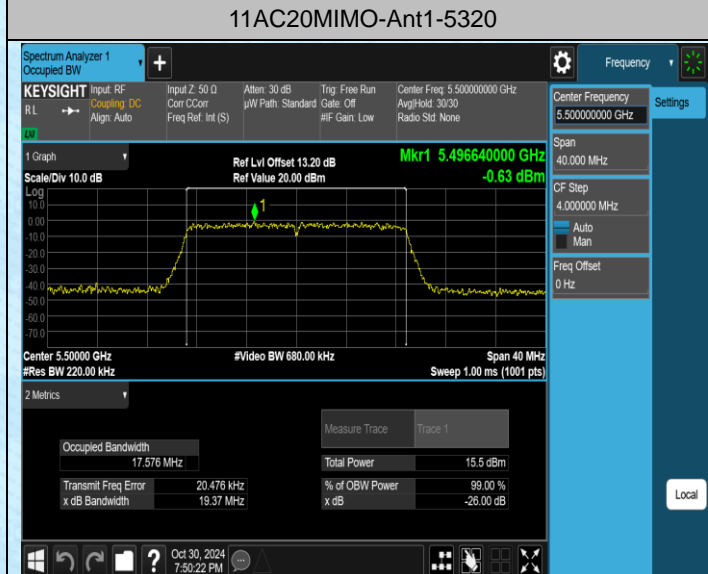 11AC20MIMO-Ant1-5320
Spectrum Analyzer 1
Occupied BW
Frequency
KEYSIGHT
RL
Input: RF
Coupling: DC
Align: Auto
Input Z: 50 Ω
Corr CCorr
Freq Ref: Int (S)
Atten: 30 dB
µW Path: Standard
Trig: Free Run
Gate: Off
#IF Gain: Low
Center Freq: 5.500000000 GHz
Avg|Hold: 30/30
Radio Std: None
1 Graph
Scale/Div 10.0 dB
Ref Lvl Offset 13.20 dB
Ref Value 20.00 dBm
Mkr1 5.496640000 GHz
-0.63 dBm
Log
10.0
0.00
-10.0
-20.0
-30.0
-40.0
-50.0
-60.0
-70.0
1
Center 5.50000 GHz
#Res BW 220.00 kHz
#Video BW 680.00 kHz
Span 40 MHz
Sweep 1.00 ms (1001 pts)
2 Metrics
Measure Trace Trace 1
Occupied Bandwidth
17.576 MHz
Total Power 15.5 dBm
Transmit Freq Error 20.476 kHz
x dB Bandwidth 19.37 MHz
% of OBW Power 99.00 %
x dB -26.00 dB
Center Frequency
5.500000000 GHz
Settings
Span
40.000 MHz
CF Step
4.000000 MHz
Auto
Man
Freq Offset
0 Hz
Local
Oct 30, 2024
7:50:22 PM